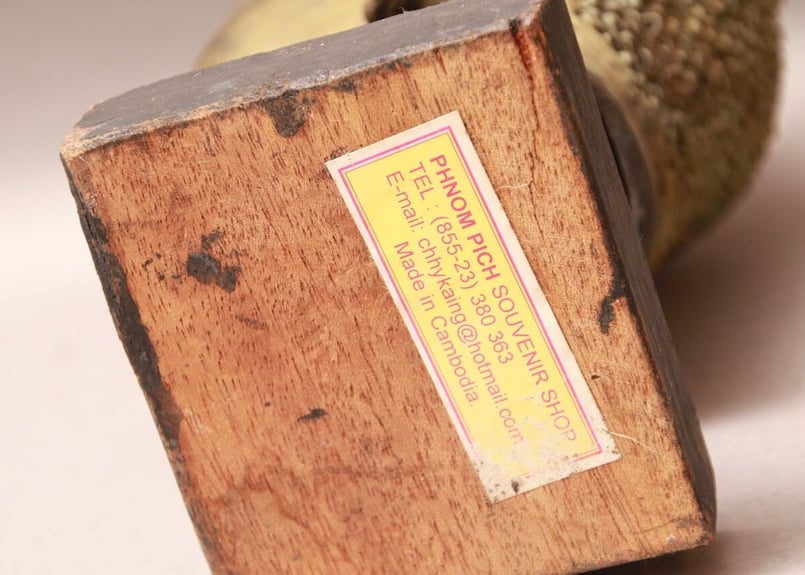 PHNOM PICH SOUVENIR SHOP
TEL : (855-23) 380 363
E-mail: chhykaing@hotmail.com
Made in Cambodia.